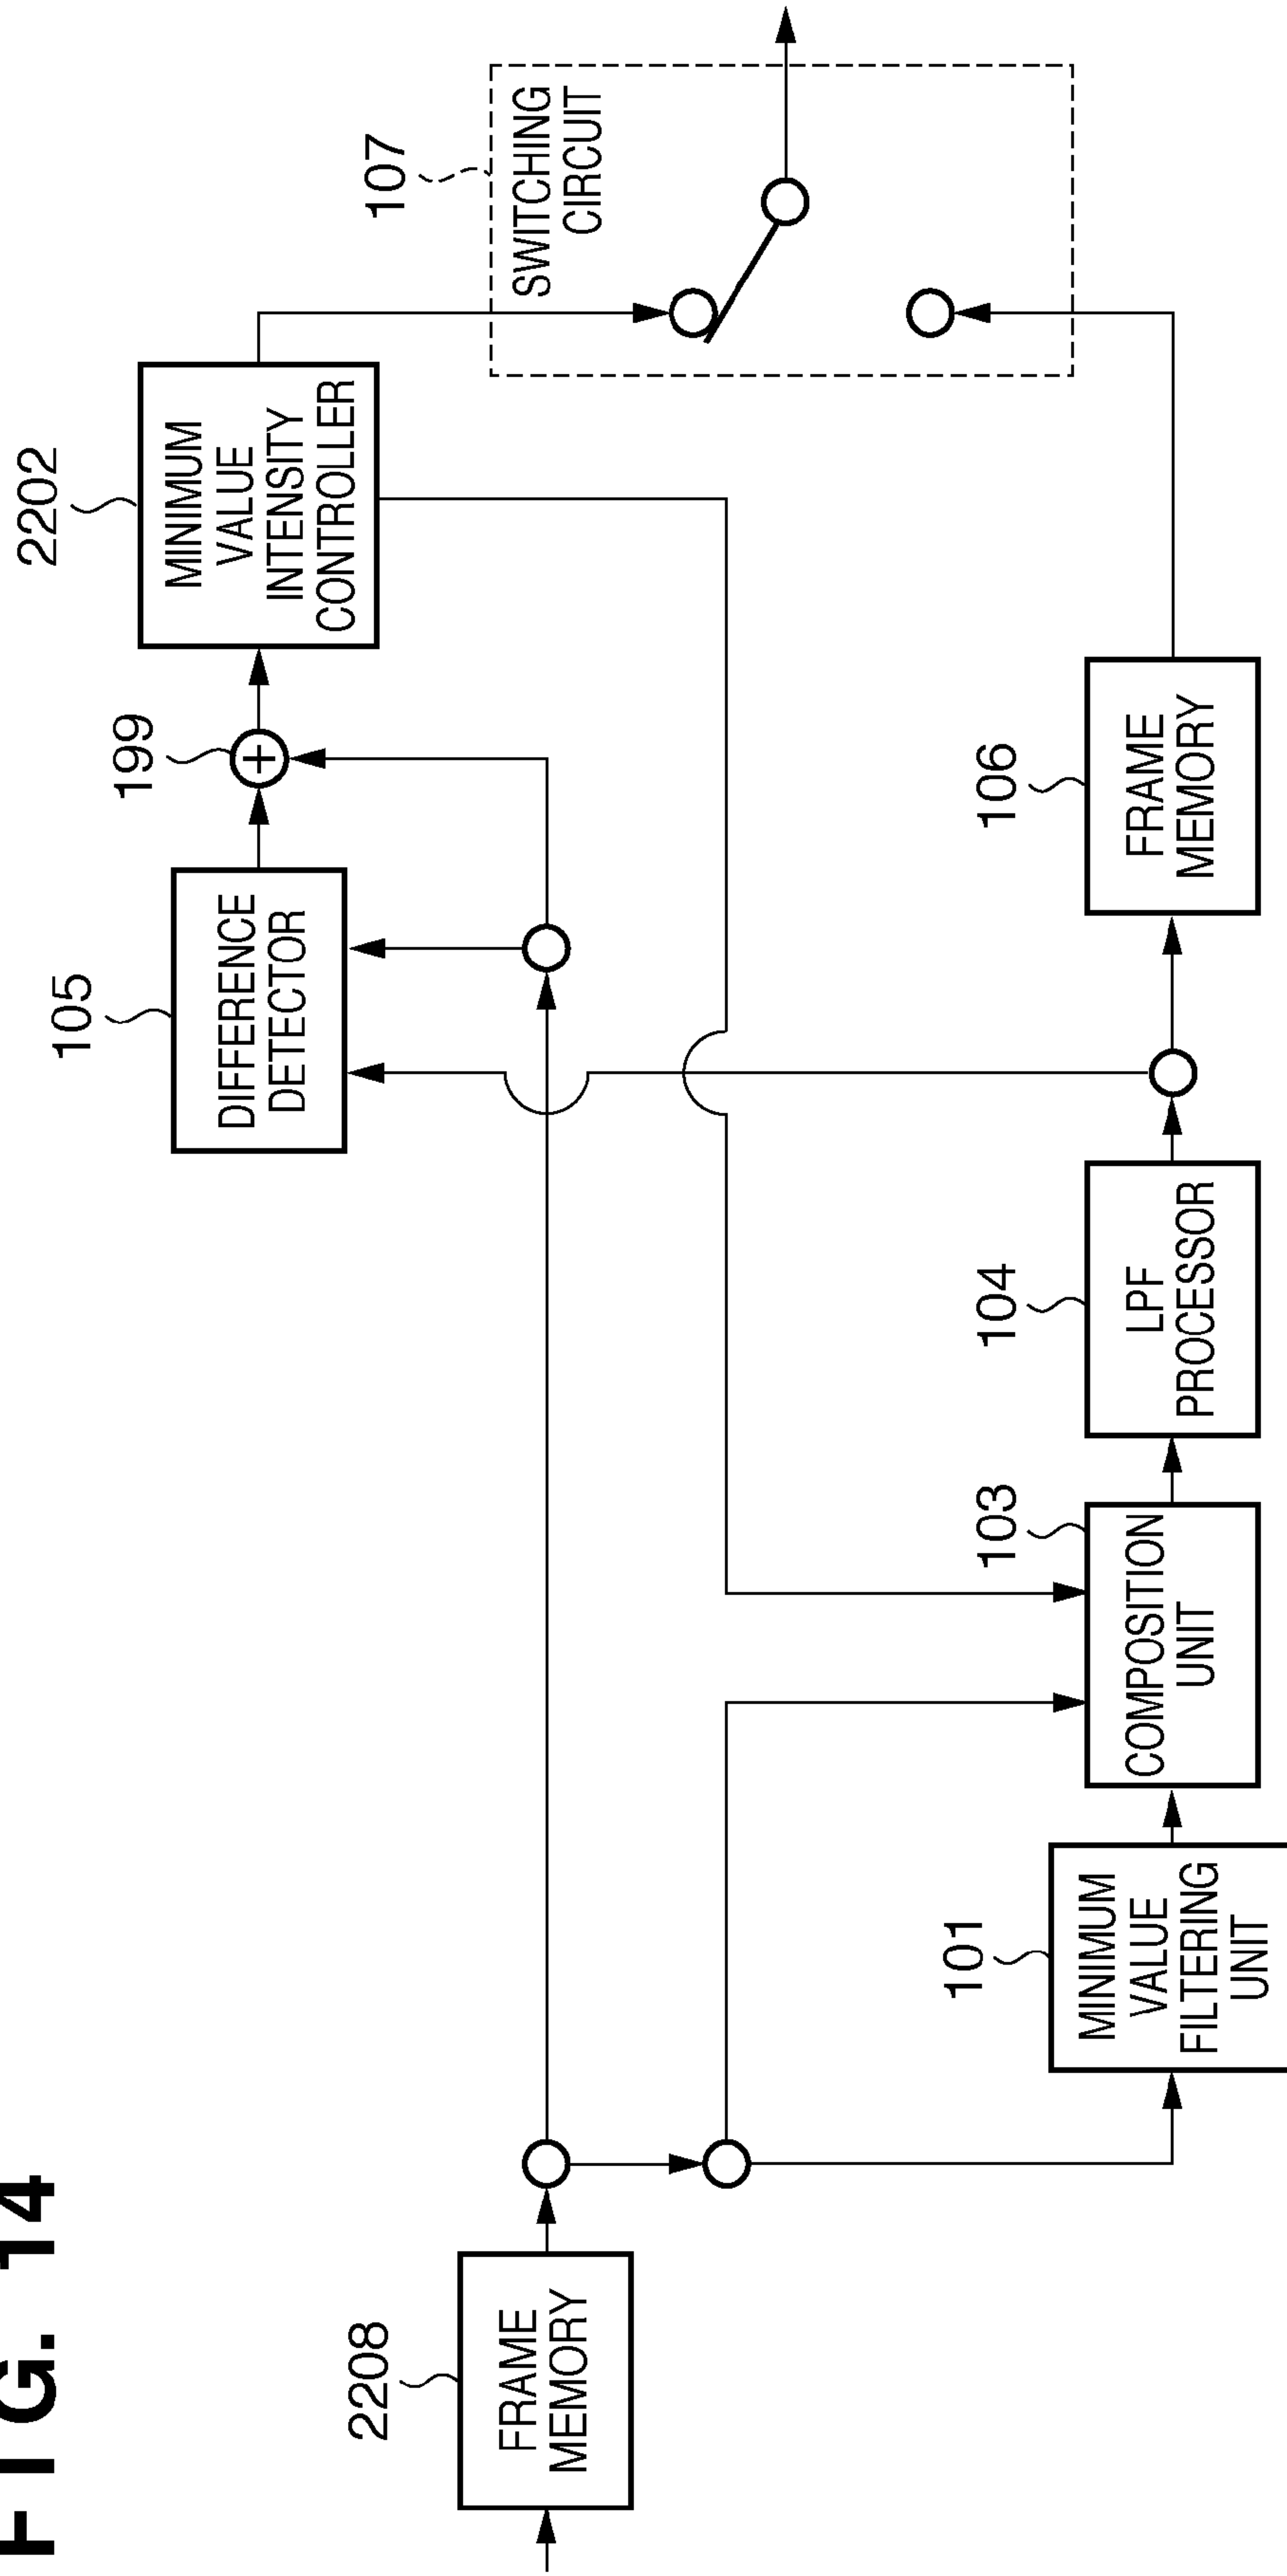 FIG. 14
2208
FRAME
MEMORY
101
MINIMUM
VALUE
FILTERING
UNIT
103
COMPOSITION
UNIT
104
LPF
PROCESSOR
105
DIFFERENCE
DETECTOR
199
+
106
FRAME
MEMORY
2202
MINIMUM
VALUE
INTENSITY
CONTROLLER
107
SWITCHING
CIRCUIT